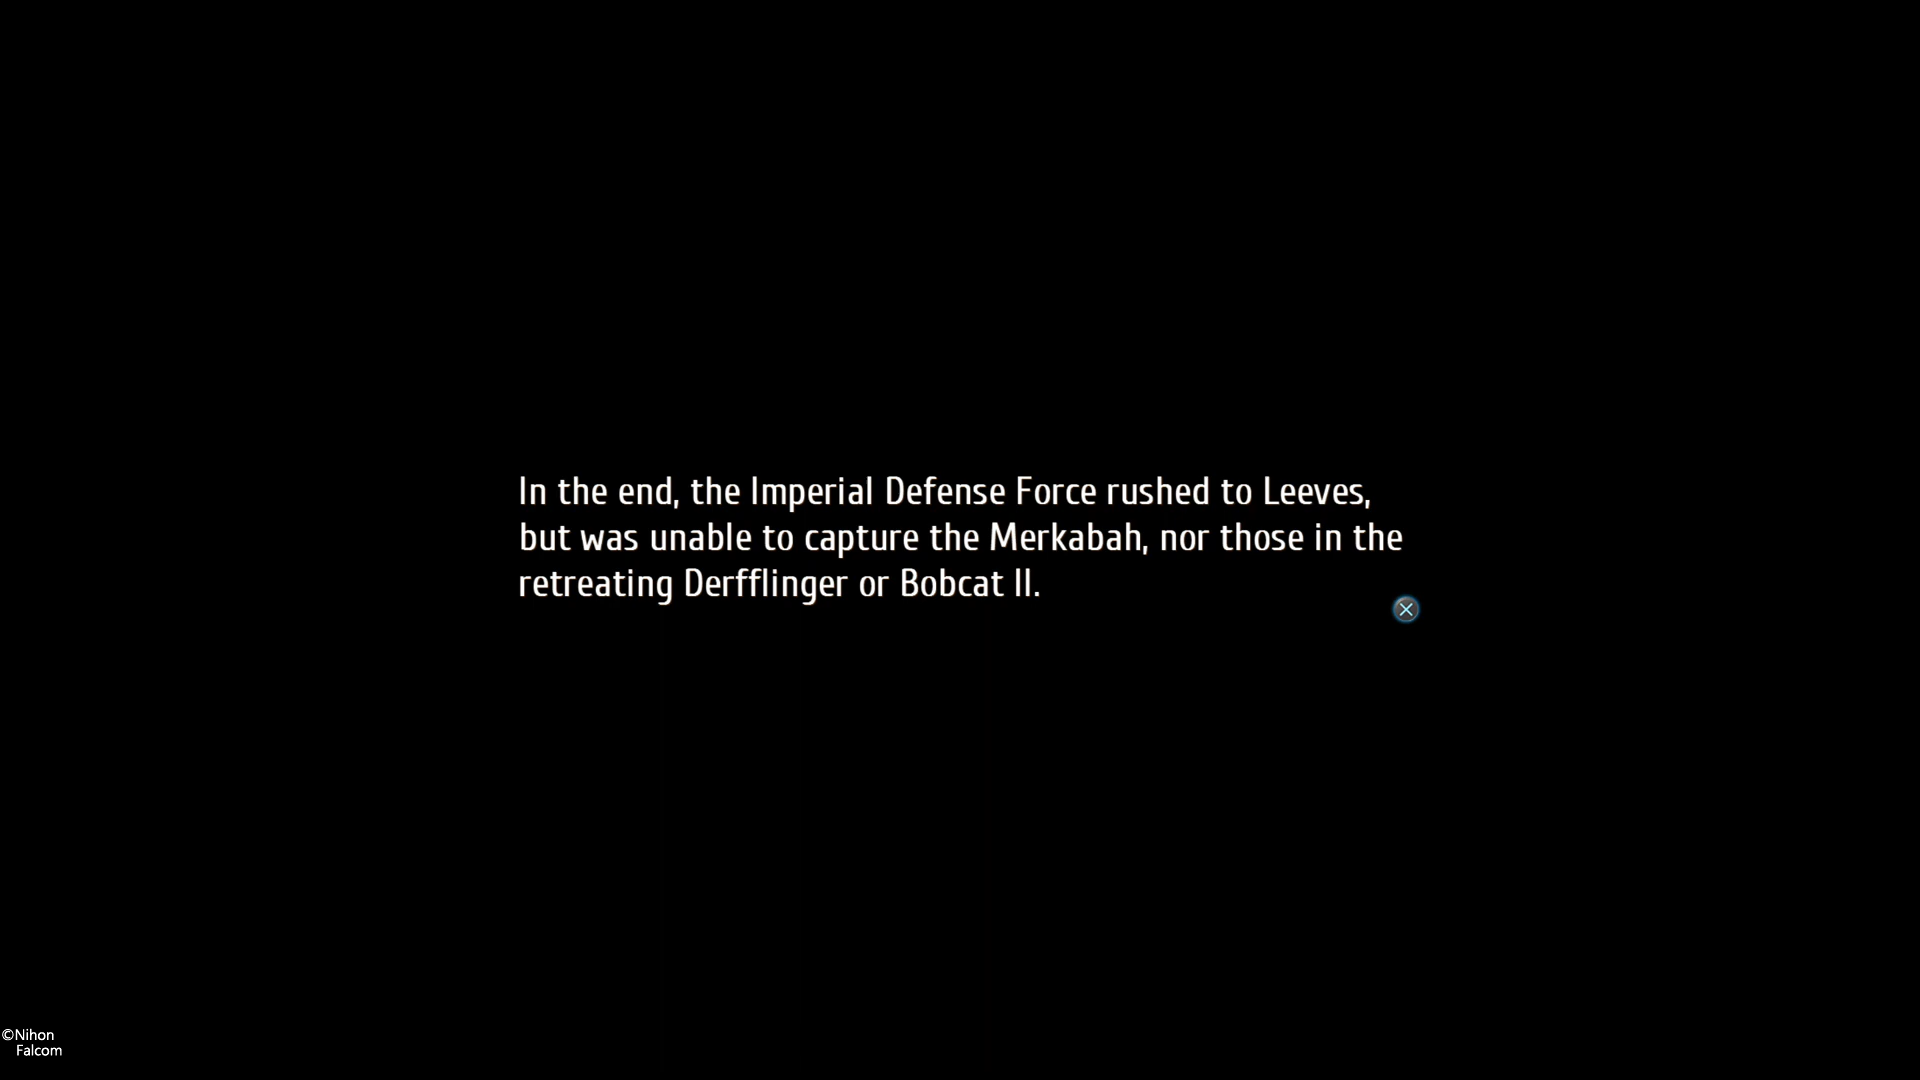 In the end, the Imperial Defense Force rushed to Leeves,
but was unable to capture the Merkabah, nor those in the
retreating Derfflinger or Bobcat II.
©Nihon
Falcom